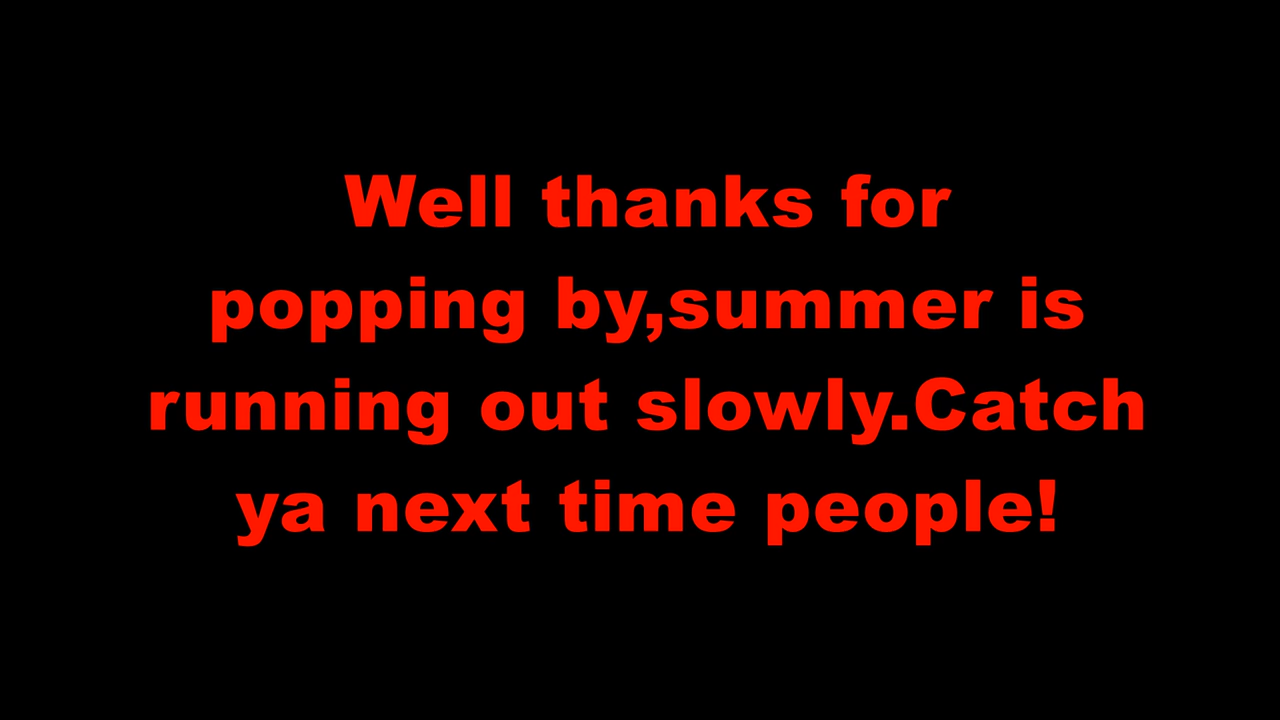 Well thanks for
popping by,summer is
running out slowly.Catch
ya next time people!